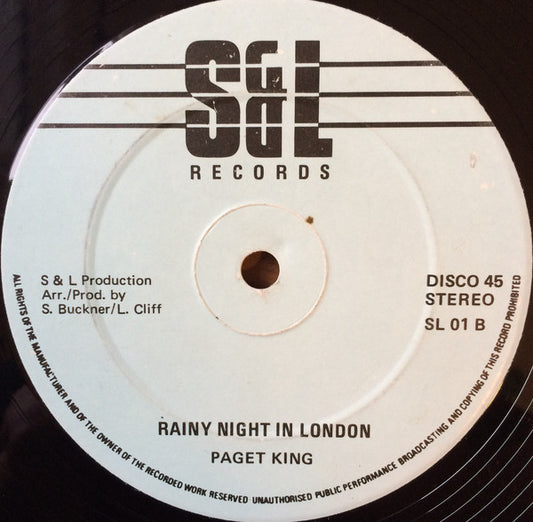 S&L
RECORDS
S & L Production
Arr./Prod. by
S. Buckner/L. Cliff
DISCO 45
STEREO
SL 01 B
RAINY NIGHT IN LONDON
PAGET KING
ALL RIGHTS OF THE MANUFACTURER AND OF THE OWNER OF THE RECORDED WORK RESERVED · UNAUTHORISED PUBLIC PERFORMANCE BROADCASTING AND COPYING OF THIS RECORD PROHIBITED